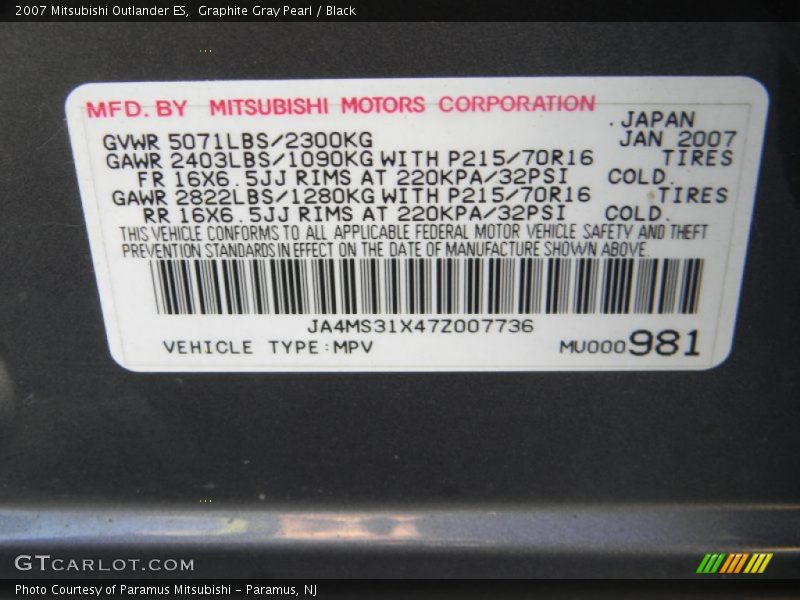 2007 Mitsubishi Outlander ES,  Graphite Gray Pearl / Black
MFD. BY MITSUBISHI MOTORS CORPORATION
. JAPAN
GVWR 5071LBS/2300KG JAN 2007
GAWR 2403LBS/1090KG WITH P215/70R16 TIRES
FR 16X6.5JJ RIMS AT 220KPA/32PSI COLD.
GAWR 2822LBS/1280KG WITH P215/70R16 TIRES
RR 16X6.5JJ RIMS AT 220KPA/32PSI COLD.
THIS VEHICLE CONFORMS TO ALL APPLICABLE FEDERAL MOTOR VEHICLE SAFETY AND THEFT
PREVENTION STANDARDS IN EFFECT ON THE DATE OF MANUFACTURE SHOWN ABOVE.
JA4MS31X47Z007736
VEHICLE TYPE:MPV MU000981
GTCARLOT.COM
Photo Courtesy of Paramus Mitsubishi - Paramus, NJ